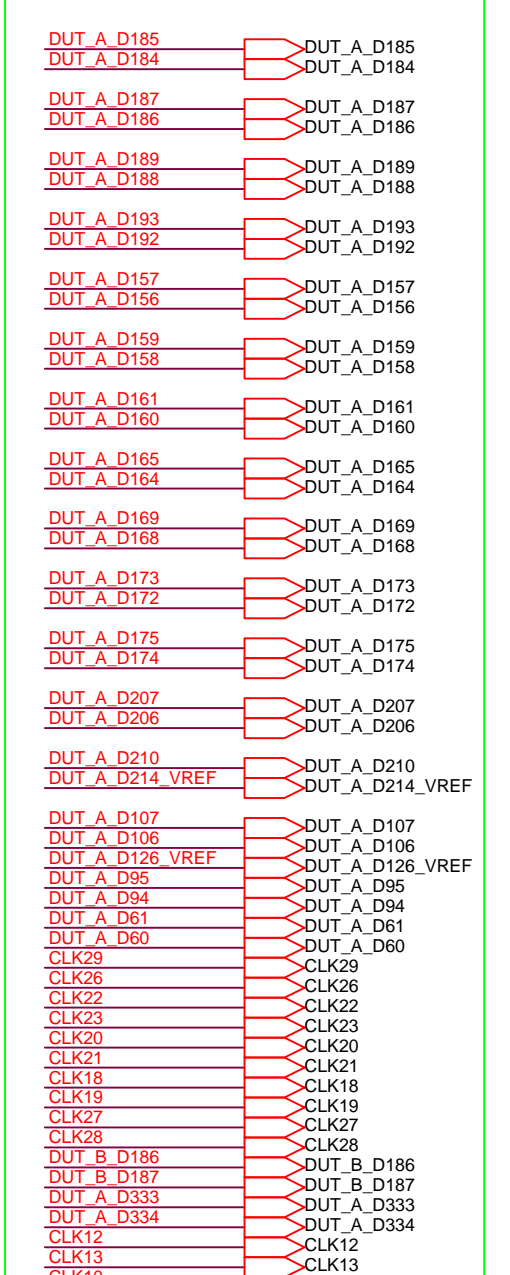 DUT_A_D185 DUT_A_D185
DUT_A_D184 DUT_A_D184
DUT_A_D187 DUT_A_D187
DUT_A_D186 DUT_A_D186
DUT_A_D189 DUT_A_D189
DUT_A_D188 DUT_A_D188
DUT_A_D193 DUT_A_D193
DUT_A_D192 DUT_A_D192
DUT_A_D157 DUT_A_D157
DUT_A_D156 DUT_A_D156
DUT_A_D159 DUT_A_D159
DUT_A_D158 DUT_A_D158
DUT_A_D161 DUT_A_D161
DUT_A_D160 DUT_A_D160
DUT_A_D165 DUT_A_D165
DUT_A_D164 DUT_A_D164
DUT_A_D169 DUT_A_D169
DUT_A_D168 DUT_A_D168
DUT_A_D173 DUT_A_D173
DUT_A_D172 DUT_A_D172
DUT_A_D175 DUT_A_D175
DUT_A_D174 DUT_A_D174
DUT_A_D207 DUT_A_D207
DUT_A_D206 DUT_A_D206
DUT_A_D210 DUT_A_D210
DUT_A_D214_VREF DUT_A_D214_VREF
DUT_A_D107 DUT_A_D107
DUT_A_D106 DUT_A_D106
DUT_A_D126_VREF DUT_A_D126_VREF
DUT_A_D95 DUT_A_D95
DUT_A_D94 DUT_A_D94
DUT_A_D61 DUT_A_D61
DUT_A_D60 DUT_A_D60
CLK29 CLK29
CLK26 CLK26
CLK22 CLK22
CLK23 CLK23
CLK20 CLK20
CLK21 CLK21
CLK18 CLK18
CLK19 CLK19
CLK27 CLK27
CLK28 CLK28
DUT_B_D186 DUT_B_D186
DUT_B_D187 DUT_B_D187
DUT_A_D333 DUT_A_D333
DUT_A_D334 DUT_A_D334
CLK12 CLK12
CLK13 CLK13